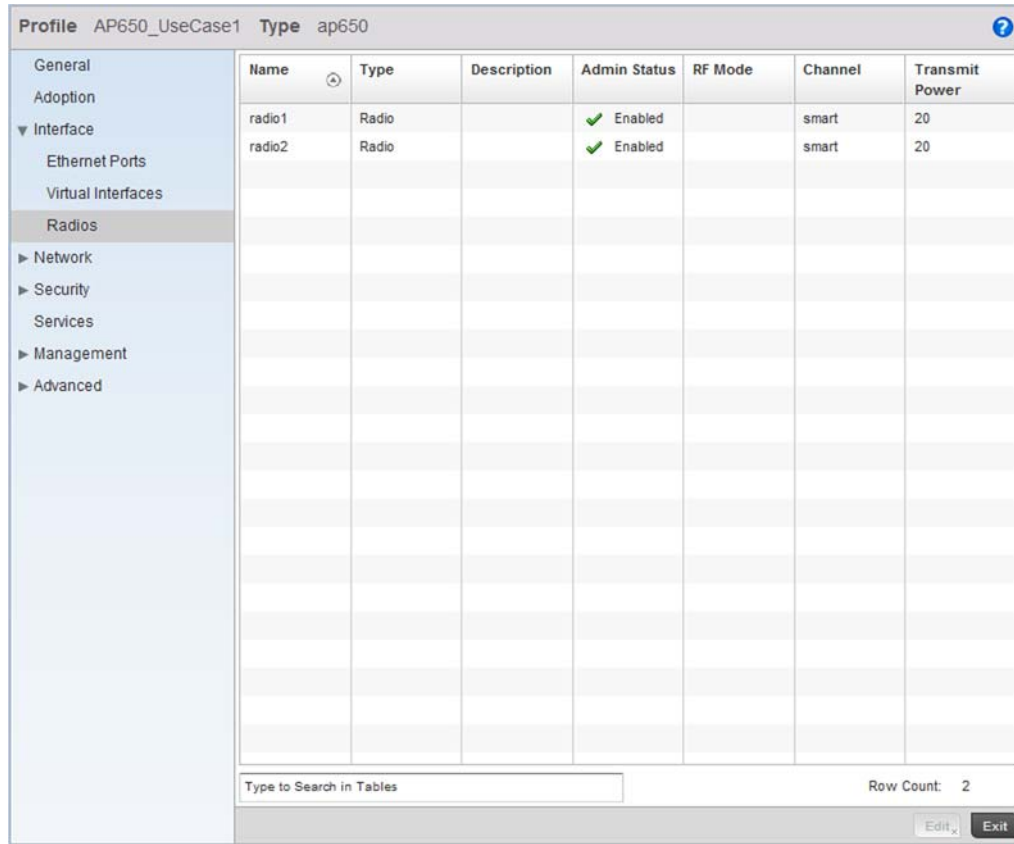 Profile AP650_UseCase1 Type ap650
General
Adoption
Interface
Ethernet Ports
Virtual Interfaces
Radios
Network
Security
Services
Management
Advanced
Name Type Description Admin Status RF Mode Channel Transmit Power
radio1 Radio Enabled smart 20
radio2 Radio Enabled smart 20
Type to Search in Tables Row Count: 2
Edit Exit